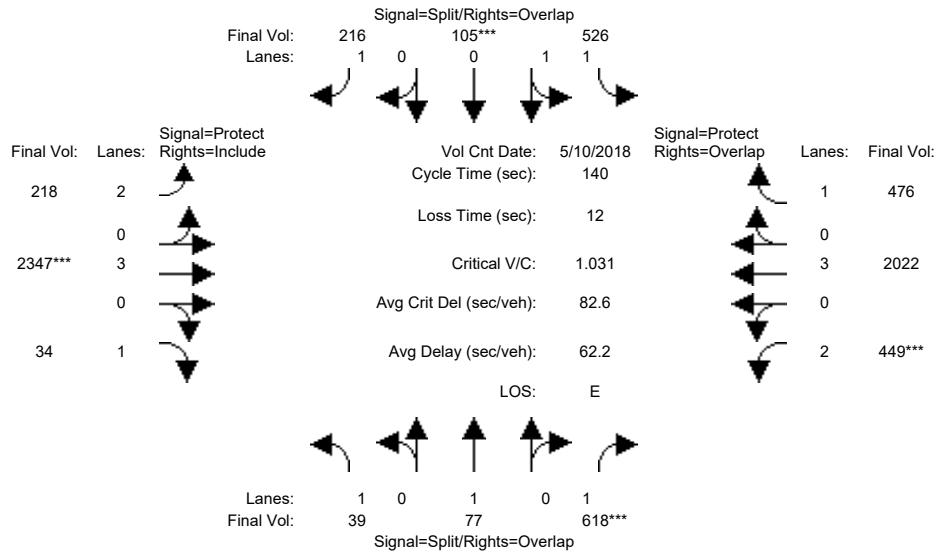 Signal=Split/Rights=Overlap
Final Vol: 216 105*** 526
Lanes: 1 0 0 1 1
Signal=Protect
Final Vol: Lanes: Rights=Include
Vol Cnt Date: 5/10/2018
Signal=Protect
Rights=Overlap Lanes: Final Vol:
Cycle Time (sec): 140
218 2
1 476
Loss Time (sec): 12
0
0
2347*** 3
Critical V/C: 1.031
3 2022
0
Avg Crit Del (sec/veh): 82.6
0
34 1
Avg Delay (sec/veh): 62.2
2 449***
LOS: E
Lanes: 1 0 1 0 1
Final Vol: 39 77 618***
Signal=Split/Rights=Overlap